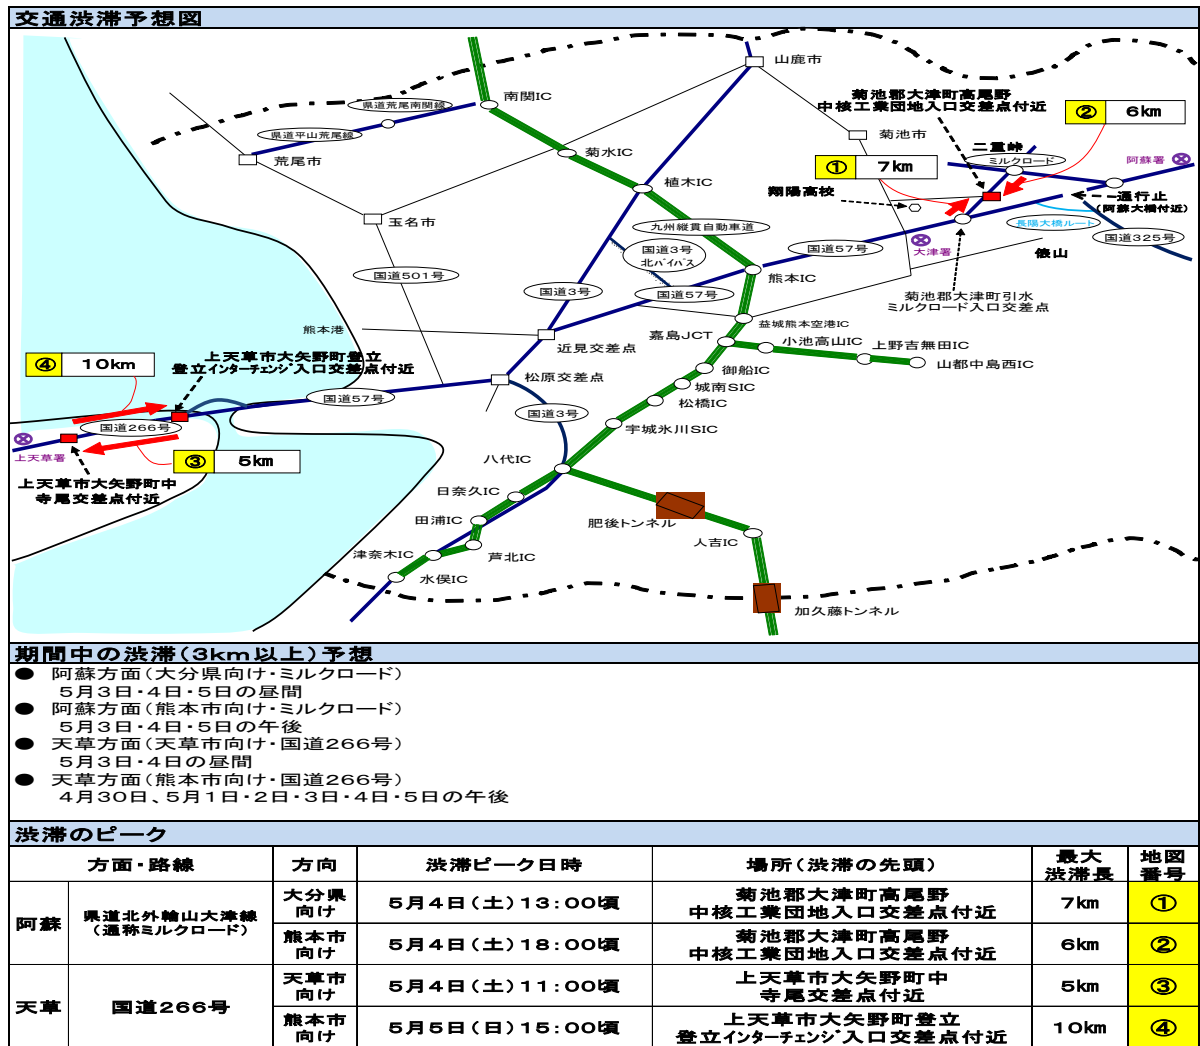 交通渋滞予想図
山鹿市
南関IC
県道荒尾南関線
県道平山荒尾線
荒尾市
菊水IC
菊池郡大津町高尾野
中核工業団地入口交差点付近
② 6km
菊池市
二重峠
ミルクロード
阿蘇署
① 7km
植木IC
翔陽高校
通行止
(阿蘇大橋付近)
玉名市
九州縦貫自動車道
長陽大橋ルート
国道325号
国道3号
北バイパス
国道57号
大津署
俵山
国道501号
熊本IC
国道3号
国道57号
菊池郡大津町引水
ミルクロード入口交差点
熊本港
益城熊本空港IC
嘉島JCT
小池高山IC
上野吉無田IC
近見交差点
山都中島西IC
④ 10km
上天草市大矢野町登立
登立インターチェンジ入口交差点付近
御船IC
松原交差点
城南SIC
国道57号
松橋IC
国道3号
国道266号
宇城氷川SIC
上天草署
③ 5km
八代IC
上天草市大矢野町中
寺尾交差点付近
日奈久IC
田浦IC
肥後トンネル
人吉IC
津奈木IC
芦北IC
水俣IC
加久藤トンネル
期間中の渋滞(3km以上)予想
● 阿蘇方面(大分県向け・ミルクロード)
5月3日・4日・5日の昼間
● 阿蘇方面(熊本市向け・ミルクロード)
5月3日・4日・5日の午後
● 天草方面(天草市向け・国道266号)
5月3日・4日の昼間
● 天草方面(熊本市向け・国道266号)
4月30日、5月1日・2日・3日・4日・5日の午後
渋滞のピーク
方面・路線 方向 渋滞ピーク日時 場所(渋滞の先頭) 最大渋滞長 地図番号
阿蘇 県道北外輪山大津線(通称ミルクロード) 大分県向け 5月4日(土)13:00頃 菊池郡大津町高尾野 中核工業団地入口交差点付近 7km ①
熊本市向け 5月4日(土)18:00頃 菊池郡大津町高尾野 中核工業団地入口交差点付近 6km ②
天草 国道266号 天草市向け 5月4日(土)11:00頃 上天草市大矢野町中 寺尾交差点付近 5km ③
熊本市向け 5月5日(日)15:00頃 上天草市大矢野町登立 登立インターチェンジ入口交差点付近 10km ④